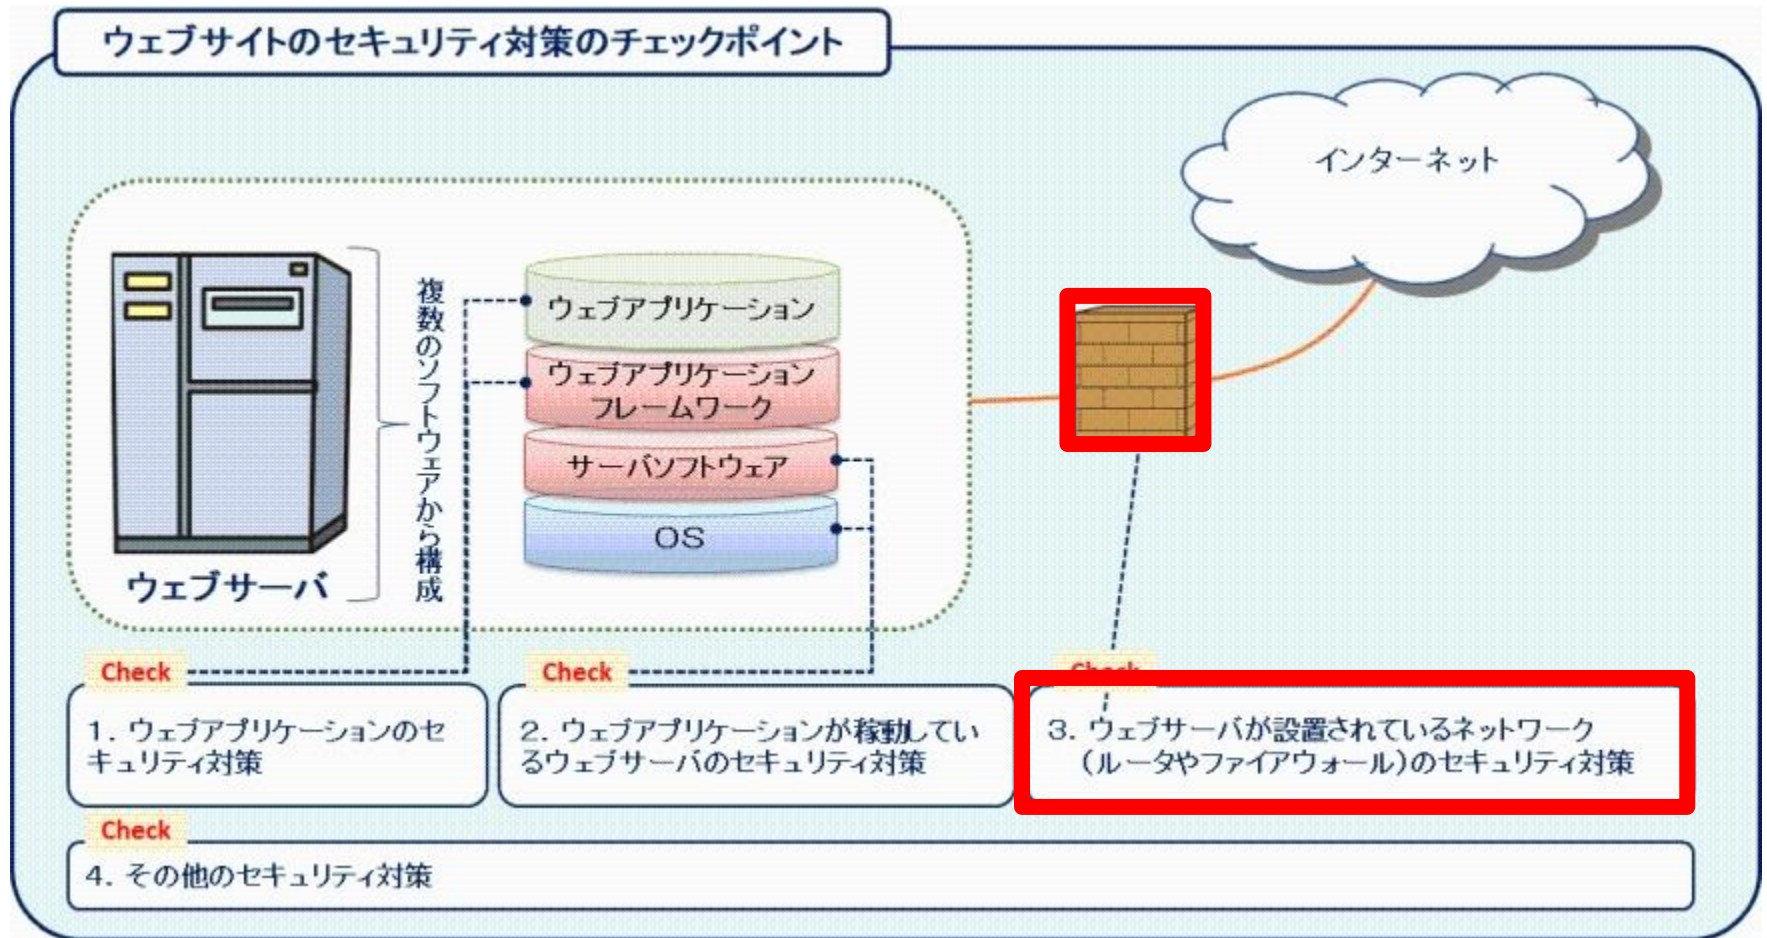 ウェブサイトのセキュリティ対策のチェックポイント
インターネット
複数のソフトウェアから構成
ウェブアプリケーション
ウェブアプリケーション
フレームワーク
サーバソフトウェア
OS
ウェブサーバ
Check
1. ウェブアプリケーションのセ
キュリティ対策
Check
2. ウェブアプリケーションが稼動してい
るウェブサーバのセキュリティ対策
Check
3. ウェブサーバが設置されているネットワーク
(ルータやファイアウォール)のセキュリティ対策
Check
4. その他のセキュリティ対策